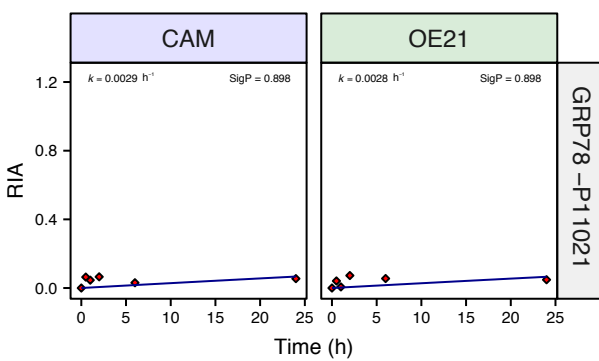 CAM
OE21
k = 0.0029 h⁻¹
SigP = 0.898
k = 0.0028 h⁻¹
SigP = 0.898
GRP78 −P11021
RIA
1.2
0.8
0.4
0.0
0 5 10 15 20 25
0 5 10 15 20 25
Time (h)